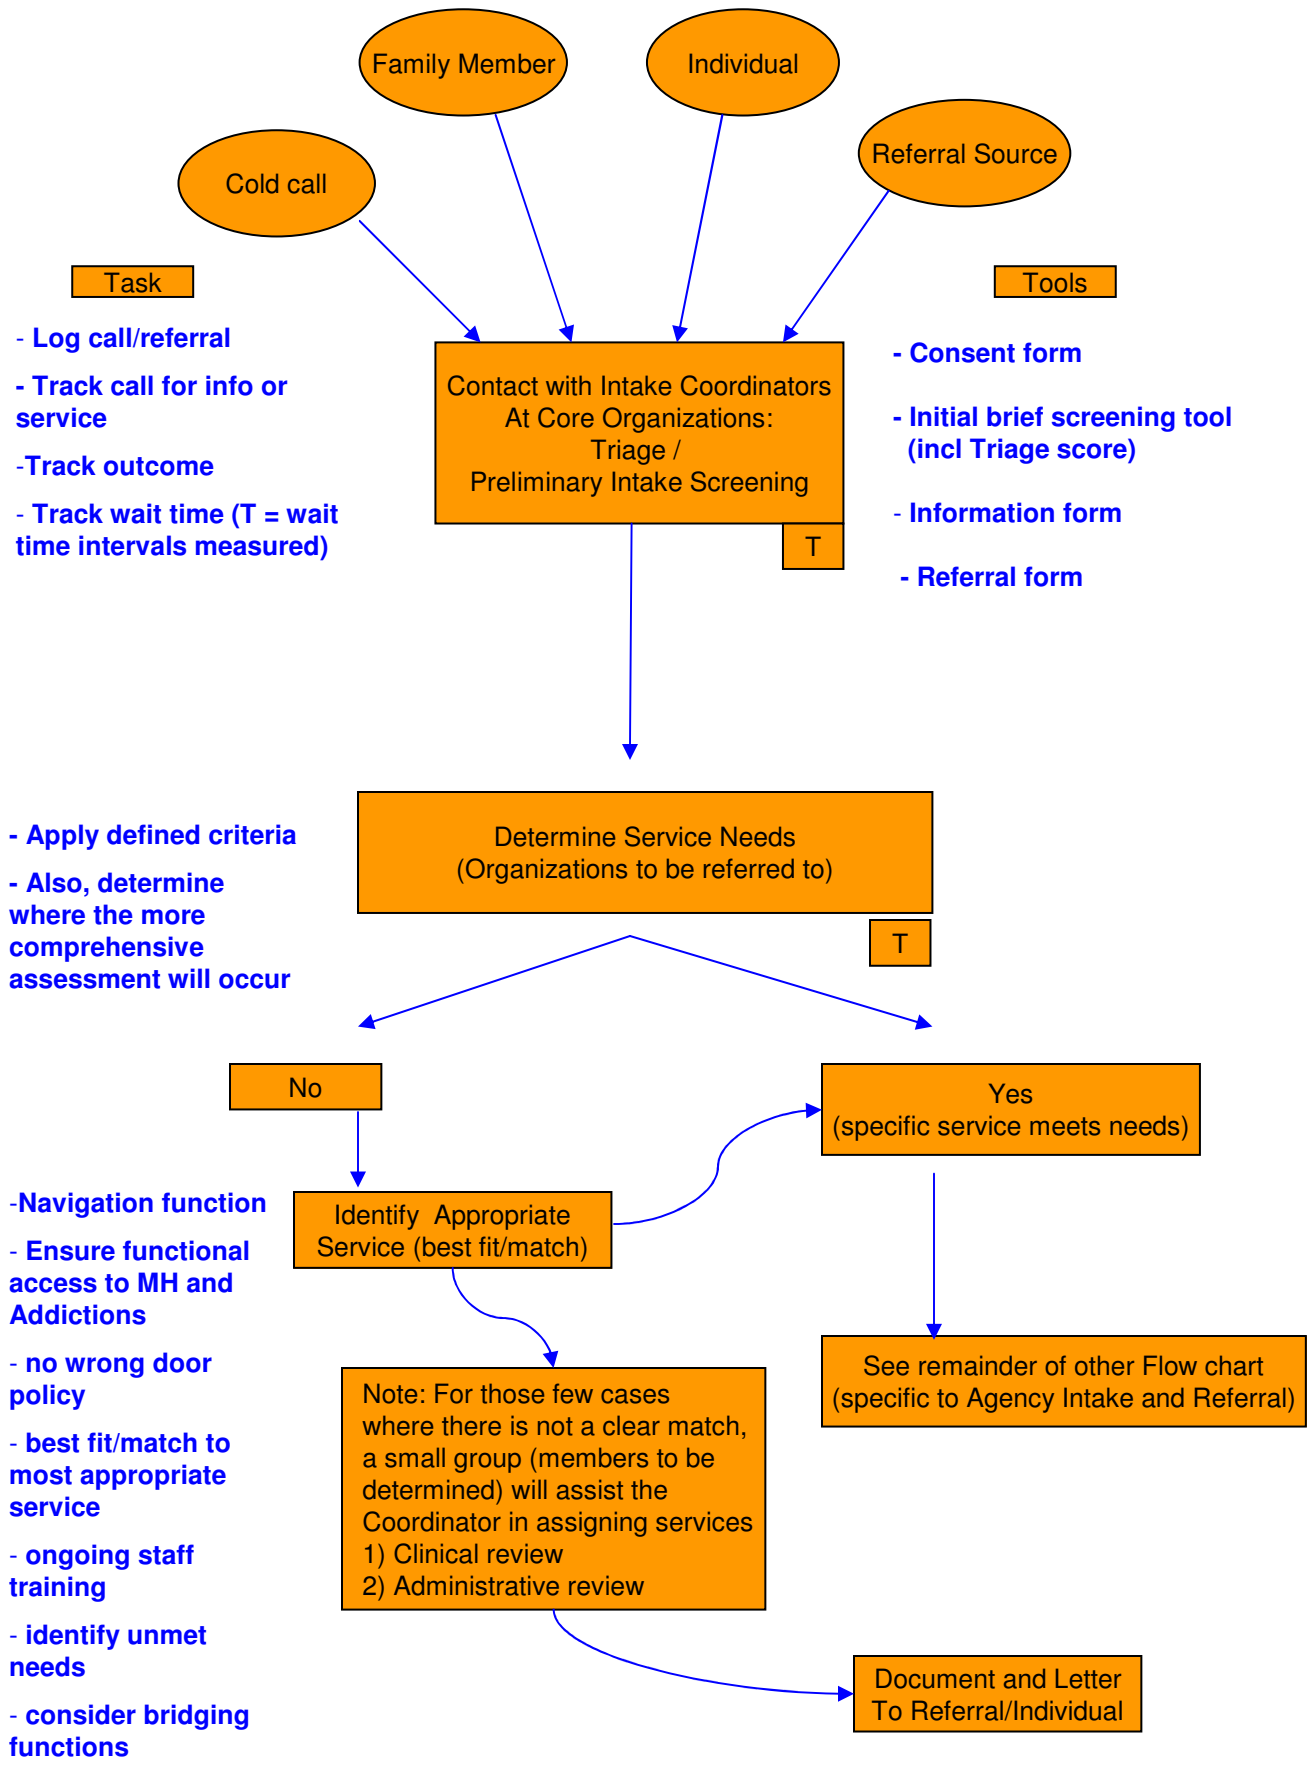 Family Member
Individual
Cold call
Referral Source
Task
- Log call/referral
- Track call for info or
service
-Track outcome
- Track wait time (T = wait
time intervals measured)
Contact with Intake Coordinators
At Core Organizations:
Triage /
Preliminary Intake Screening
T
Tools
- Consent form
- Initial brief screening tool
(incl Triage score)
- Information form
- Referral form
- Apply defined criteria
- Also, determine
where the more
comprehensive
assessment will occur
Determine Service Needs
(Organizations to be referred to)
T
No
Yes
(specific service meets needs)
-Navigation function
- Ensure functional
access to MH and
Addictions
- no wrong door
policy
- best fit/match to
most appropriate
service
- ongoing staff
training
- identify unmet
needs
- consider bridging
functions
Identify Appropriate
Service (best fit/match)
See remainder of other Flow chart
(specific to Agency Intake and Referral)
Note: For those few cases
where there is not a clear match,
a small group (members to be
determined) will assist the
Coordinator in assigning services
1) Clinical review
2) Administrative review
Document and Letter
To Referral/Individual